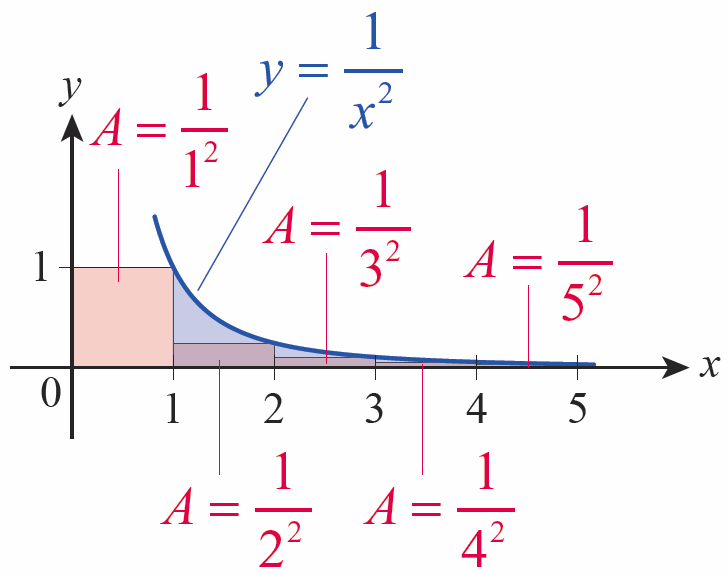 y = 1/x²
y
A = 1/1²
A = 1/3²
A = 1/5²
1
x
0
1 2 3 4 5
A = 1/2²
A = 1/4²